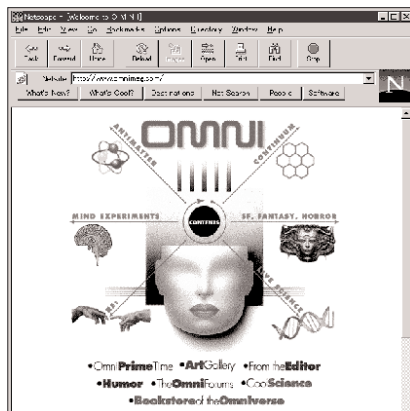 Netscape - [Welcome to OMNI]
File Edit View Go Bookmarks Options Directory Window Help
Back Forward Home Reload Images Open Print Find Stop
Netsite: http://www.omnimag.com/
What's New? What's Cool? Destinations Net Search People Software
N
OMNI
ANTIMATTER
CONTINUUM
MIND EXPERIMENTS
CONTENTS
SF, FANTASY, HORROR
LIVE SCIENCE
•Omni PrimeTime •ArtGallery •From the Editor
•Humor •The OmniForums •Cool Science
•Bookstore of the Omniverse